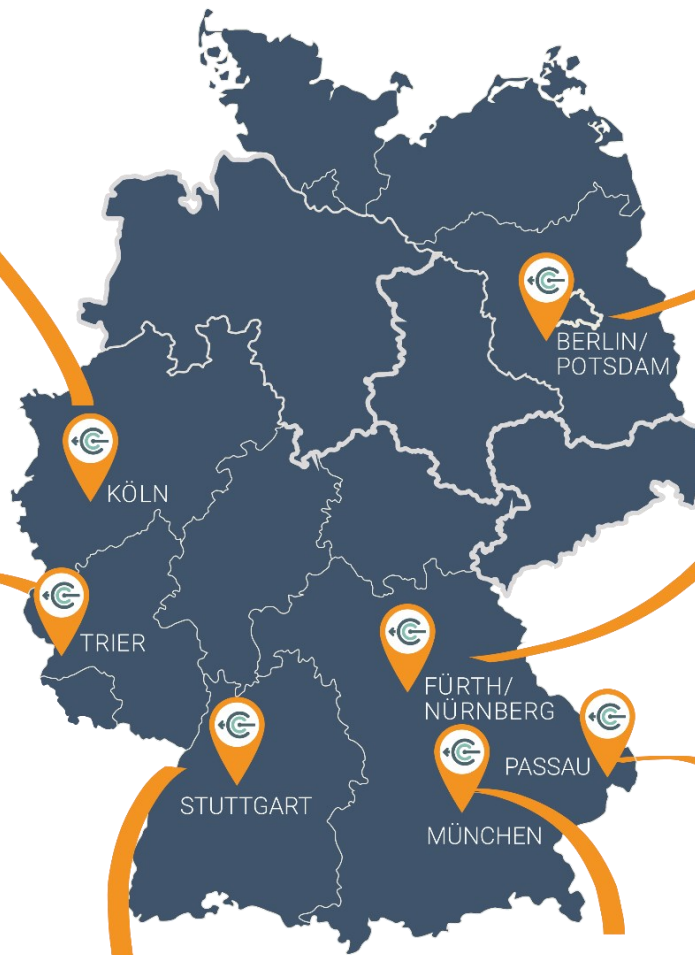 BERLIN/
POTSDAM
KÖLN
TRIER
FÜRTH/
NÜRNBERG
PASSAU
STUTTGART
MÜNCHEN